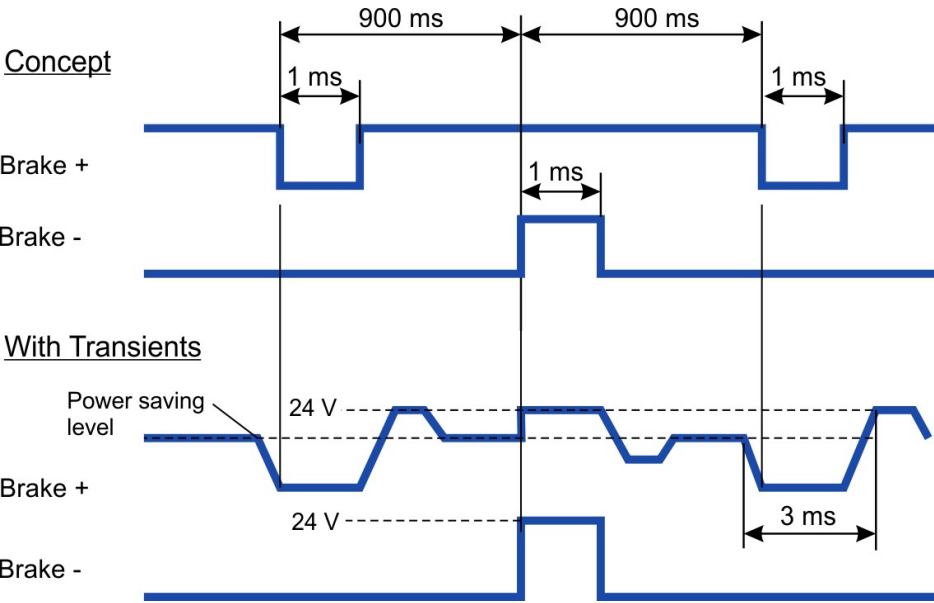 900 ms
900 ms
Concept
1 ms
1 ms
Brake +
1 ms
Brake -
With Transients
Power saving
level
24 V
Brake +
24 V
3 ms
Brake -